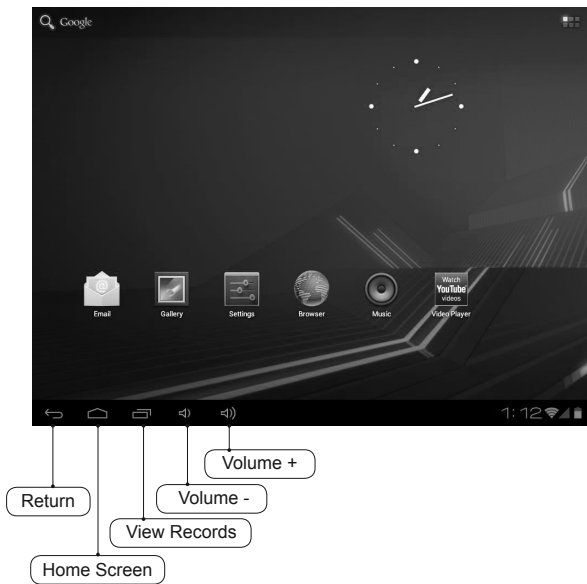 Google
Watch
YouTube
videos
Email
Gallery
Settings
Browser
Music
Video Player
1:12
Volume +
Return
Volume -
View Records
Home Screen